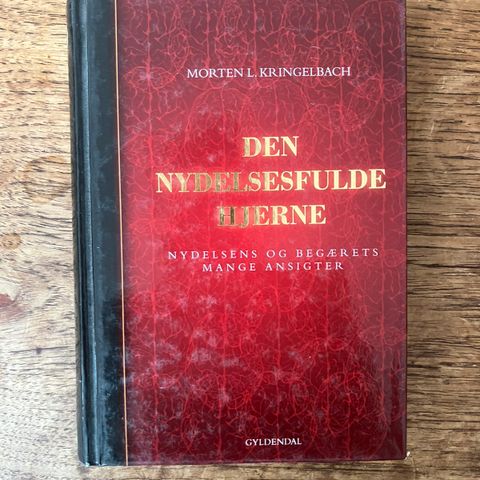 MORTEN L. KRINGELBACH
DEN
NYDELSESFULDE
HJERNE
NYDELSENS OG BEGÆRETS
MANGE ANSIGTER
GYLDENDAL